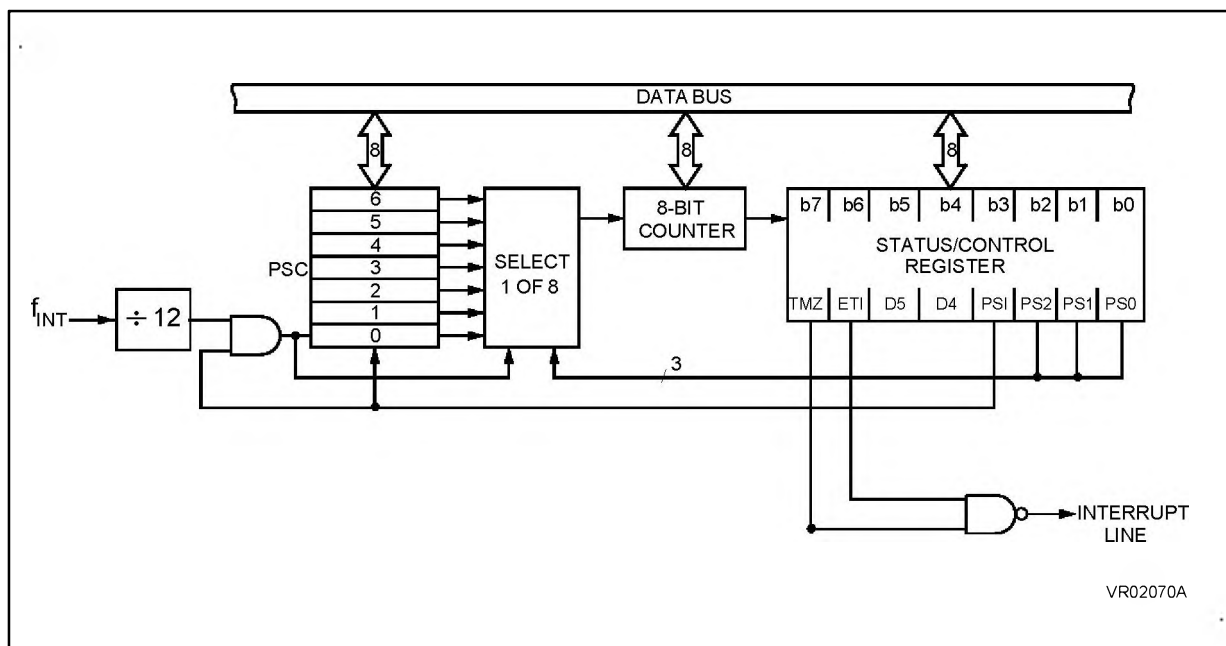 DATA BUS
8
8
8
6
5
4
3
2
1
0
PSC
SELECT
1 OF 8
8-BIT
COUNTER
b7 b6 b5 b4 b3 b2 b1 b0
STATUS/CONTROL
REGISTER
TMZ ETI D5 D4 PSI PS2 PS1 PS0
fINT
÷ 12
3
INTERRUPT
LINE
VR02070A